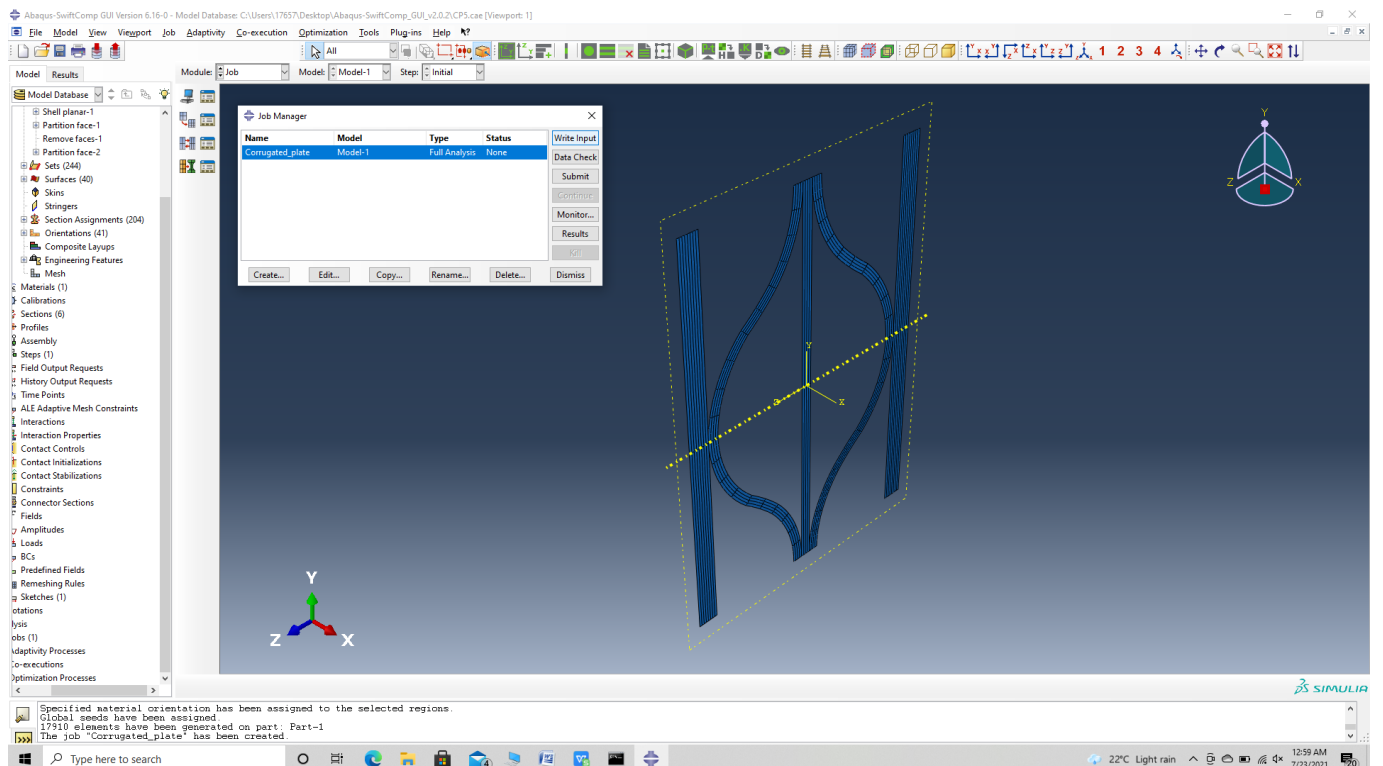 Abaqus-SwiftComp GUI Version 6.16-0 - Model Database: C:\Users\17657\Desktop\Abaqus-SwiftComp_GUI_v2.0.2\CP5.cae [Viewport: 1]
File Model View Viewport Job Adaptivity Co-execution Optimization Tools Plug-ins Help
All
1 2 3 4
Model Results
Module: Job Model: Model-1 Step: Initial
Model Database
Shell planar-1
Partition face-1
Remove faces-1
Partition face-2
Sets (244)
Surfaces (40)
Skins
Stringers
Section Assignments (204)
Orientations (41)
Composite Layups
Engineering Features
Mesh
Materials (1)
Calibrations
Sections (6)
Profiles
Assembly
Steps (1)
Field Output Requests
History Output Requests
Time Points
ALE Adaptive Mesh Constraints
Interactions
Interaction Properties
Contact Controls
Contact Initializations
Contact Stabilizations
Constraints
Connector Sections
Fields
Amplitudes
Loads
BCs
Predefined Fields
Remeshing Rules
Sketches (1)
otations
lysis
obs (1)
Adaptivity Processes
Co-executions
Optimization Processes
Job Manager
Name Model Type Status
Corrugated_plate Model-1 Full Analysis None
Write Input
Data Check
Submit
Continue
Monitor...
Results
Kill
Create... Edit... Copy... Rename... Delete... Dismiss
Y
Z X
Y
Z X
Y
Z X
SIMULIA
Specified material orientation has been assigned to the selected regions.
Global seeds have been assigned.
17910 elements have been generated on part: Part-1
The job "Corrugated_plate" has been created.
Type here to search
22°C Light rain
12:59 AM
7/23/2021
20